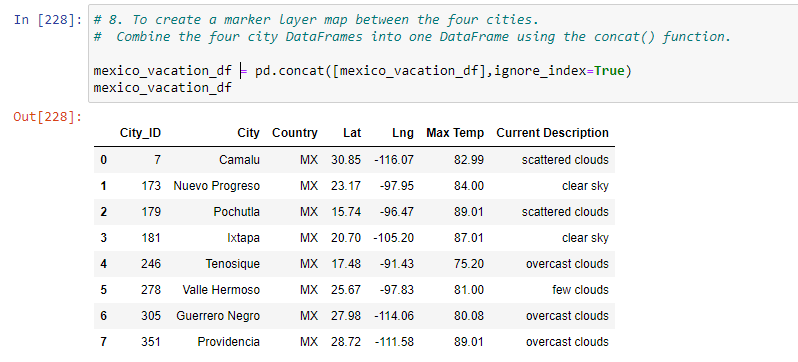 In [228]: # 8. To create a marker layer map between the four cities.
#  Combine the four city DataFrames into one DataFrame using the concat() function.
mexico_vacation_df = pd.concat([mexico_vacation_df],ignore_index=True)
mexico_vacation_df
Out[228]:
City_ID City Country Lat Lng Max Temp Current Description
0 7 Camalu MX 30.85 -116.07 82.99 scattered clouds
1 173 Nuevo Progreso MX 23.17 -97.95 84.00 clear sky
2 179 Pochutla MX 15.74 -96.47 89.01 scattered clouds
3 181 Ixtapa MX 20.70 -105.20 87.01 clear sky
4 246 Tenosique MX 17.48 -91.43 75.20 overcast clouds
5 278 Valle Hermoso MX 25.67 -97.83 81.00 few clouds
6 305 Guerrero Negro MX 27.98 -114.06 80.08 overcast clouds
7 351 Providencia MX 28.72 -111.58 89.01 overcast clouds